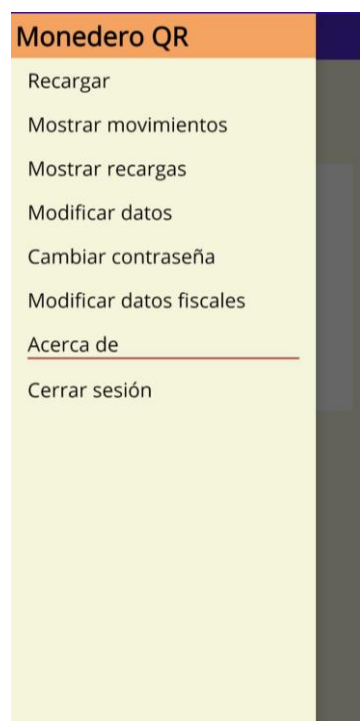 Monedero QR
Recargar
Mostrar movimientos
Mostrar recargas
Modificar datos
Cambiar contraseña
Modificar datos fiscales
Acerca de
Cerrar sesión